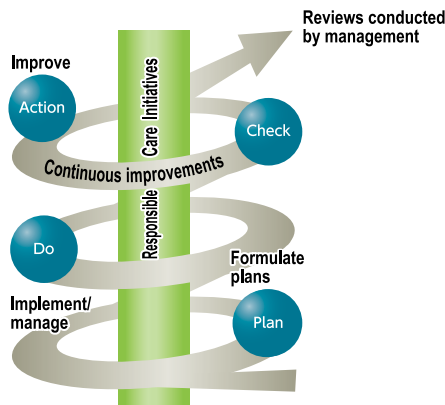 Reviews conducted
by management
Improve
Action
Check
Continuous improvements
Responsible Care Initiatives
Do
Formulate
plans
Implement/
manage
Plan